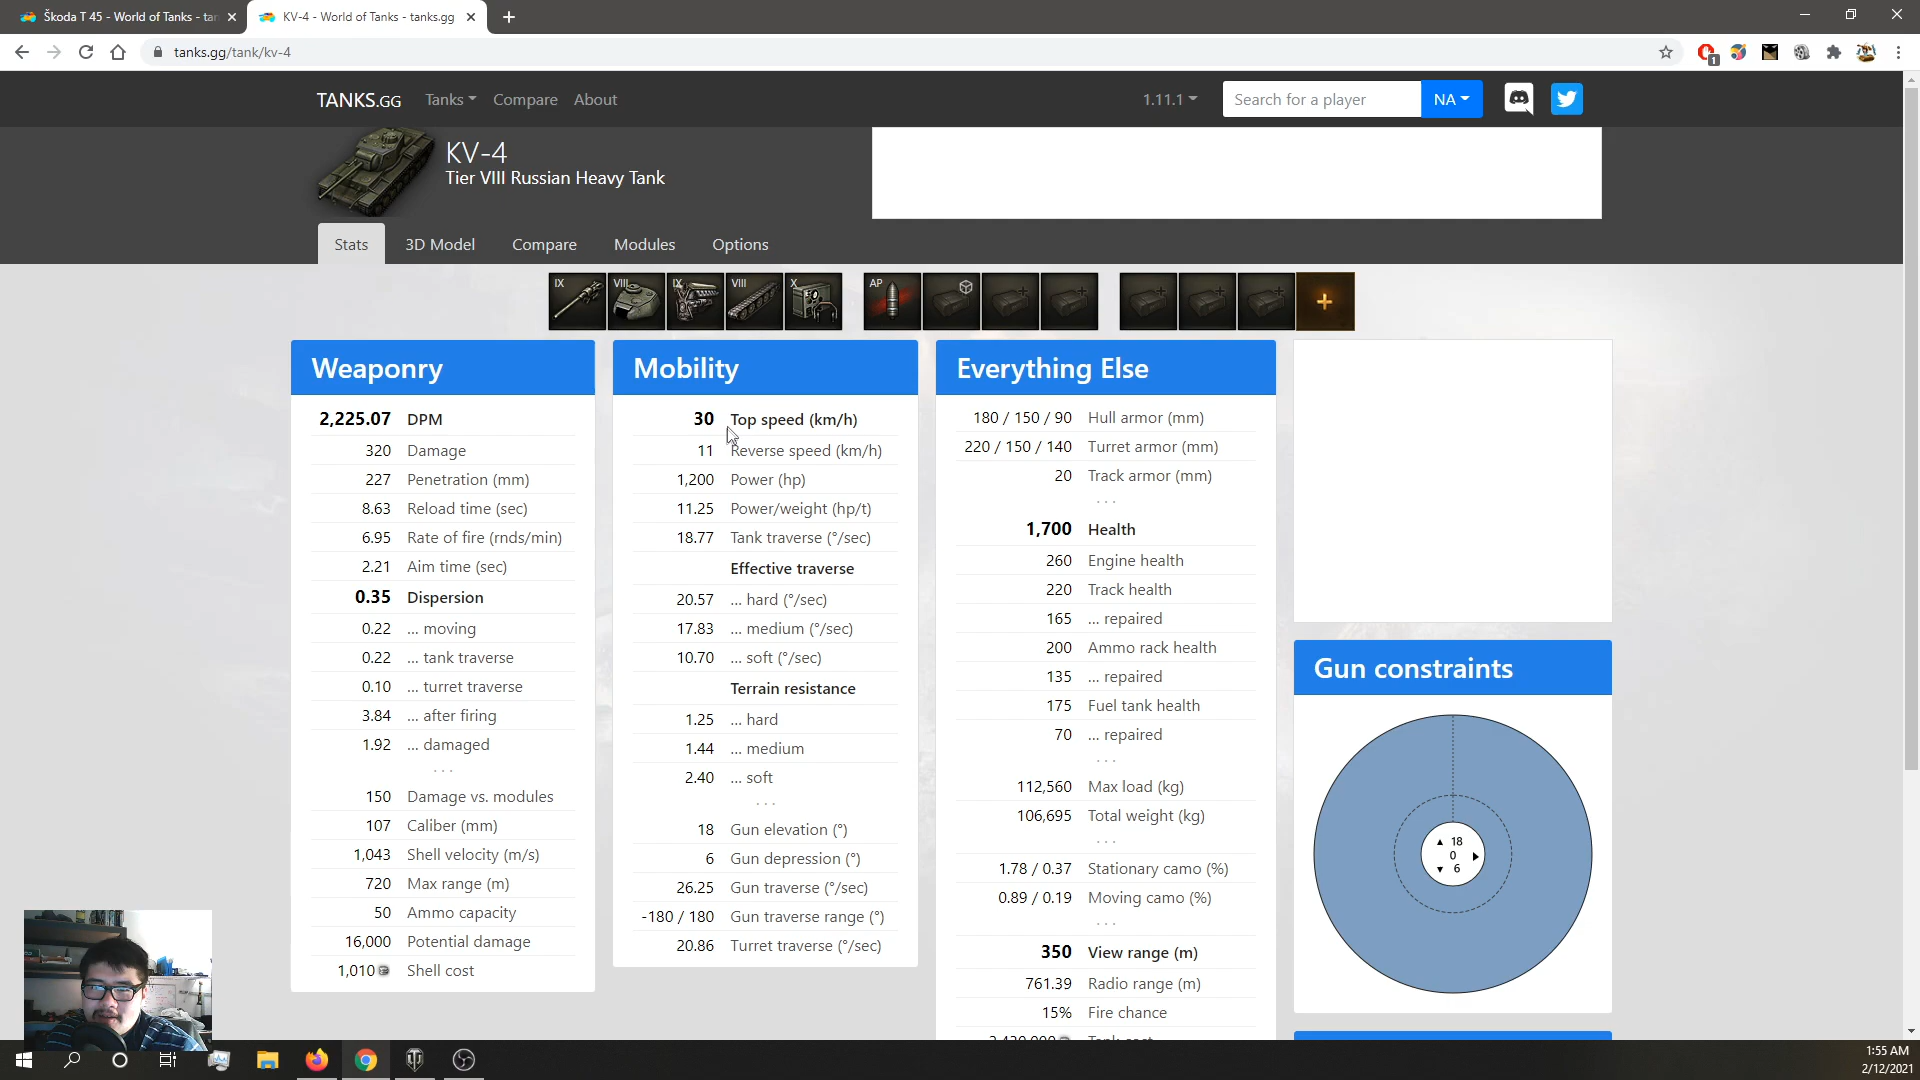 Škoda T 45 - World of Tanks - tan
KV-4 - World of Tanks - tanks.gg
tanks.gg/tank/kv-4
1
TANKS.GG
Tanks
Compare
About
1.11.1
Search for a player
NA
KV-4
Tier VIII Russian Heavy Tank
Stats
3D Model
Compare
Modules
Options
IX
VIII
IX
VIII
X
AP
Weaponry
2,225.07 DPM
320 Damage
227 Penetration (mm)
8.63 Reload time (sec)
6.95 Rate of fire (rnds/min)
2.21 Aim time (sec)
0.35 Dispersion
0.22 ... moving
0.22 ... tank traverse
0.10 ... turret traverse
3.84 ... after firing
1.92 ... damaged
...
150 Damage vs. modules
107 Caliber (mm)
1,043 Shell velocity (m/s)
720 Max range (m)
50 Ammo capacity
16,000 Potential damage
1,010 Shell cost
Mobility
30 Top speed (km/h)
11 Reverse speed (km/h)
1,200 Power (hp)
11.25 Power/weight (hp/t)
18.77 Tank traverse (°/sec)
Effective traverse
20.57 ... hard (°/sec)
17.83 ... medium (°/sec)
10.70 ... soft (°/sec)
Terrain resistance
1.25 ... hard
1.44 ... medium
2.40 ... soft
...
18 Gun elevation (°)
6 Gun depression (°)
26.25 Gun traverse (°/sec)
-180 / 180 Gun traverse range (°)
20.86 Turret traverse (°/sec)
Everything Else
180 / 150 / 90 Hull armor (mm)
220 / 150 / 140 Turret armor (mm)
20 Track armor (mm)
...
1,700 Health
260 Engine health
220 Track health
165 ... repaired
200 Ammo rack health
135 ... repaired
175 Fuel tank health
70 ... repaired
...
112,560 Max load (kg)
106,695 Total weight (kg)
...
1.78 / 0.37 Stationary camo (%)
0.89 / 0.19 Moving camo (%)
...
350 View range (m)
761.39 Radio range (m)
15% Fire chance
Gun constraints
18
0
6
1:55 AM
2/12/2021